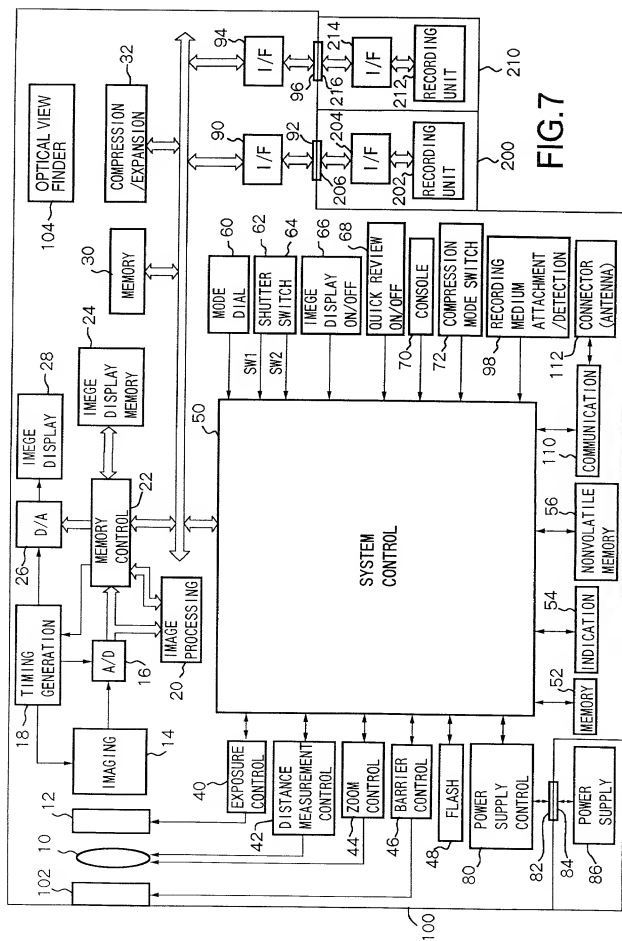 104
OPTICAL VIEW
FINDER
32
COMPRESSION
/EXPANSION
30
MEMORY
24
IMEGE
DISPLAY
MEMORY
28
IMEGE
DISPLAY
26
D/A
22
MEMORY
CONTROL
18
TIMING
GENERATION
A/D
16
20
IMAGE
PROCESSING
14
IMAGING
12
10
102
94
I/F
96
90
I/F
92
214
I/F
216
212
RECORDING
UNIT
210
204
I/F
206
202
RECORDING
UNIT
200
FIG.7
60
MODE
DIAL
62
SHUTTER
SWITCH
64
SW1
SW2
66
IMEGE
DISPLAY
ON/OFF
68
QUICK REVIEW
ON/OFF
CONSOLE
70
COMPRESSION
MODE SWITCH
72
RECORDING
MEDIUM
ATTACHMENT
/DETECTION
98
CONNECTOR
(ANTENNA)
112
50
SYSTEM
CONTROL
COMMUNICATION
110
56
NONVOLATILE
MEMORY
54
INDICATION
52
MEMORY
40
EXPOSURE
CONTROL
42
DISTANCE
MEASUREMENT
CONTROL
44
ZOOM
CONTROL
46
BARRIER
CONTROL
48
FLASH
80
POWER
SUPPLY
CONTROL
82
84
POWER
SUPPLY
86
100